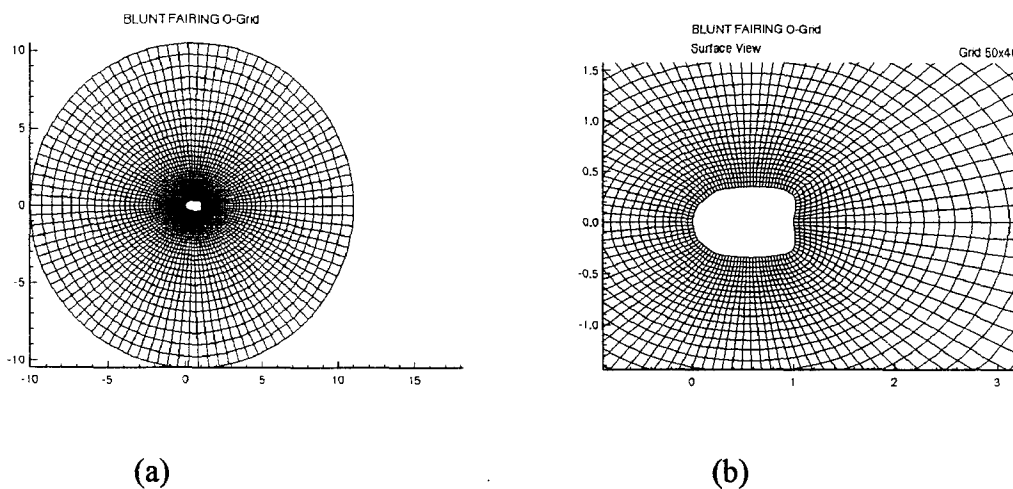 BLUNT FAIRING O-Grid
10
5
0
-5
-10
-10 -5 0 5 10 15
BLUNT FAIRING O-Grid
Surface View
Grid 50x40
1.5
1.0
0.5
0.0
-0.5
-1.0
0 1 2 3
(a)
(b)